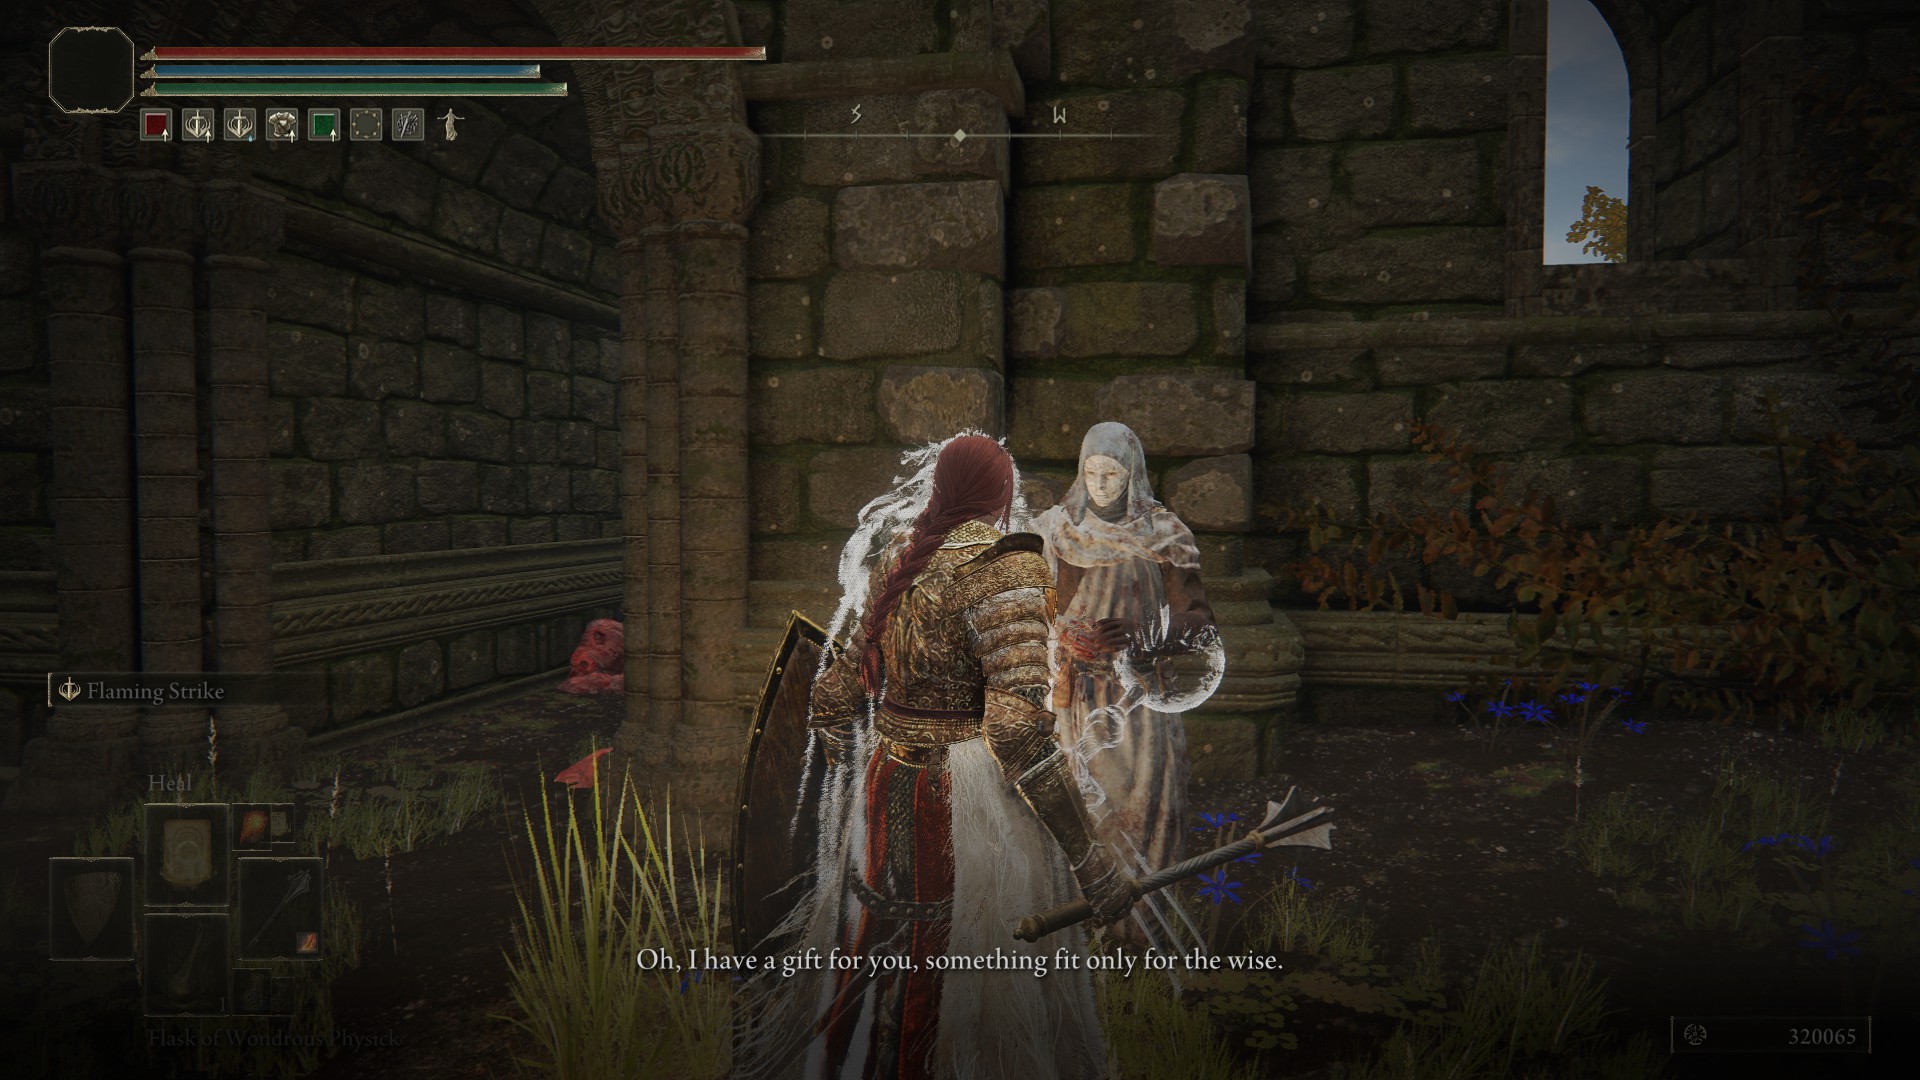 S
W
Flaming Strike
Heal
1
Flask of Wondrous Physick
Oh, I have a gift for you, something fit only for the wise.
320065